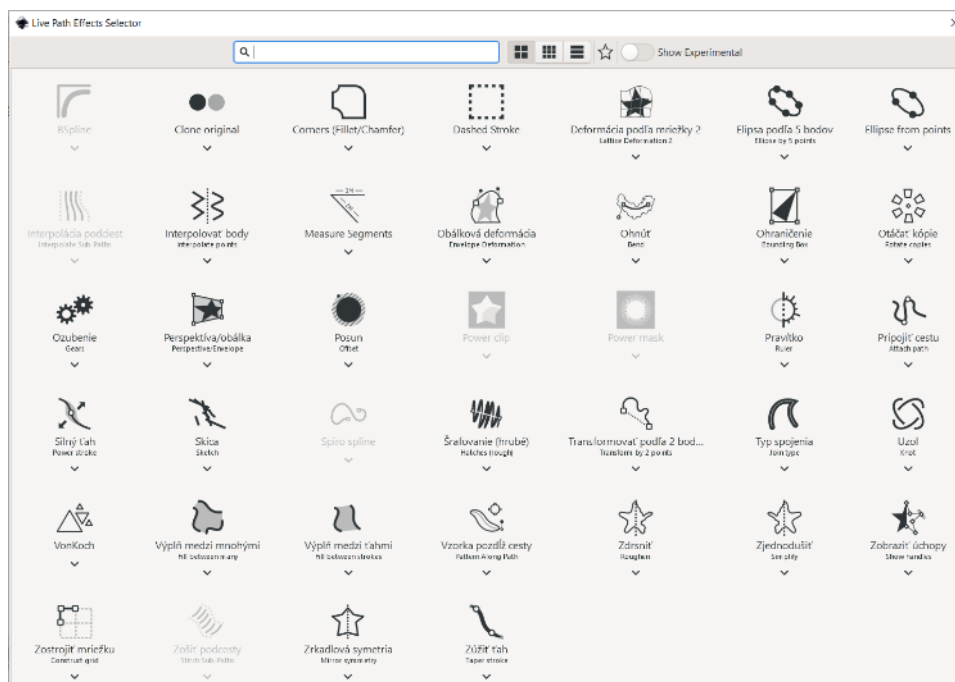 Live Path Effects Selector
Show Experimental
BSpline
Clone original
Corners (Fillet/Chamfer)
Dashed Stroke
Deformácia podľa mriežky 2
Lattice Deformation 2
Elipsa podľa 5 bodov
Ellipse by 5 points
Ellipse from points
Interpolácia podciest
Interpolate Sub-Paths
Interpolovať body
Interpolate points
Measure Segments
Obálková deformácia
Envelope Deformation
Ohnúť
Bend
Ohraničenie
Bounding Box
Otáčať kópie
Rotate copies
Ozubenie
Gears
Perspektíva/obálka
Perspective/Envelope
Posun
Offset
Power clip
Power mask
Pravítko
Ruler
Pripojiť cestu
Attach path
Silný ťah
Power stroke
Skica
Sketch
Spiro spline
Šrafovanie (hrubé)
Hatches (rough)
Transformovať podľa 2 bod...
Transform by 2 points
Typ spojenia
Join type
Uzol
Knot
VonKoch
Výplň medzi mnohými
Fill between many
Výplň medzi ťahmi
Fill between strokes
Vzorka pozdĺž cesty
Pattern Along Path
Zdrsniť
Roughen
Zjednodušiť
Simplify
Zobraziť úchopy
Show handles
Zostrojiť mriežku
Construct grid
Zošiť podcesty
Stitch Sub-Paths
Zrkadlová symetria
Mirror symmetry
Zúžiť ťah
Taper stroke